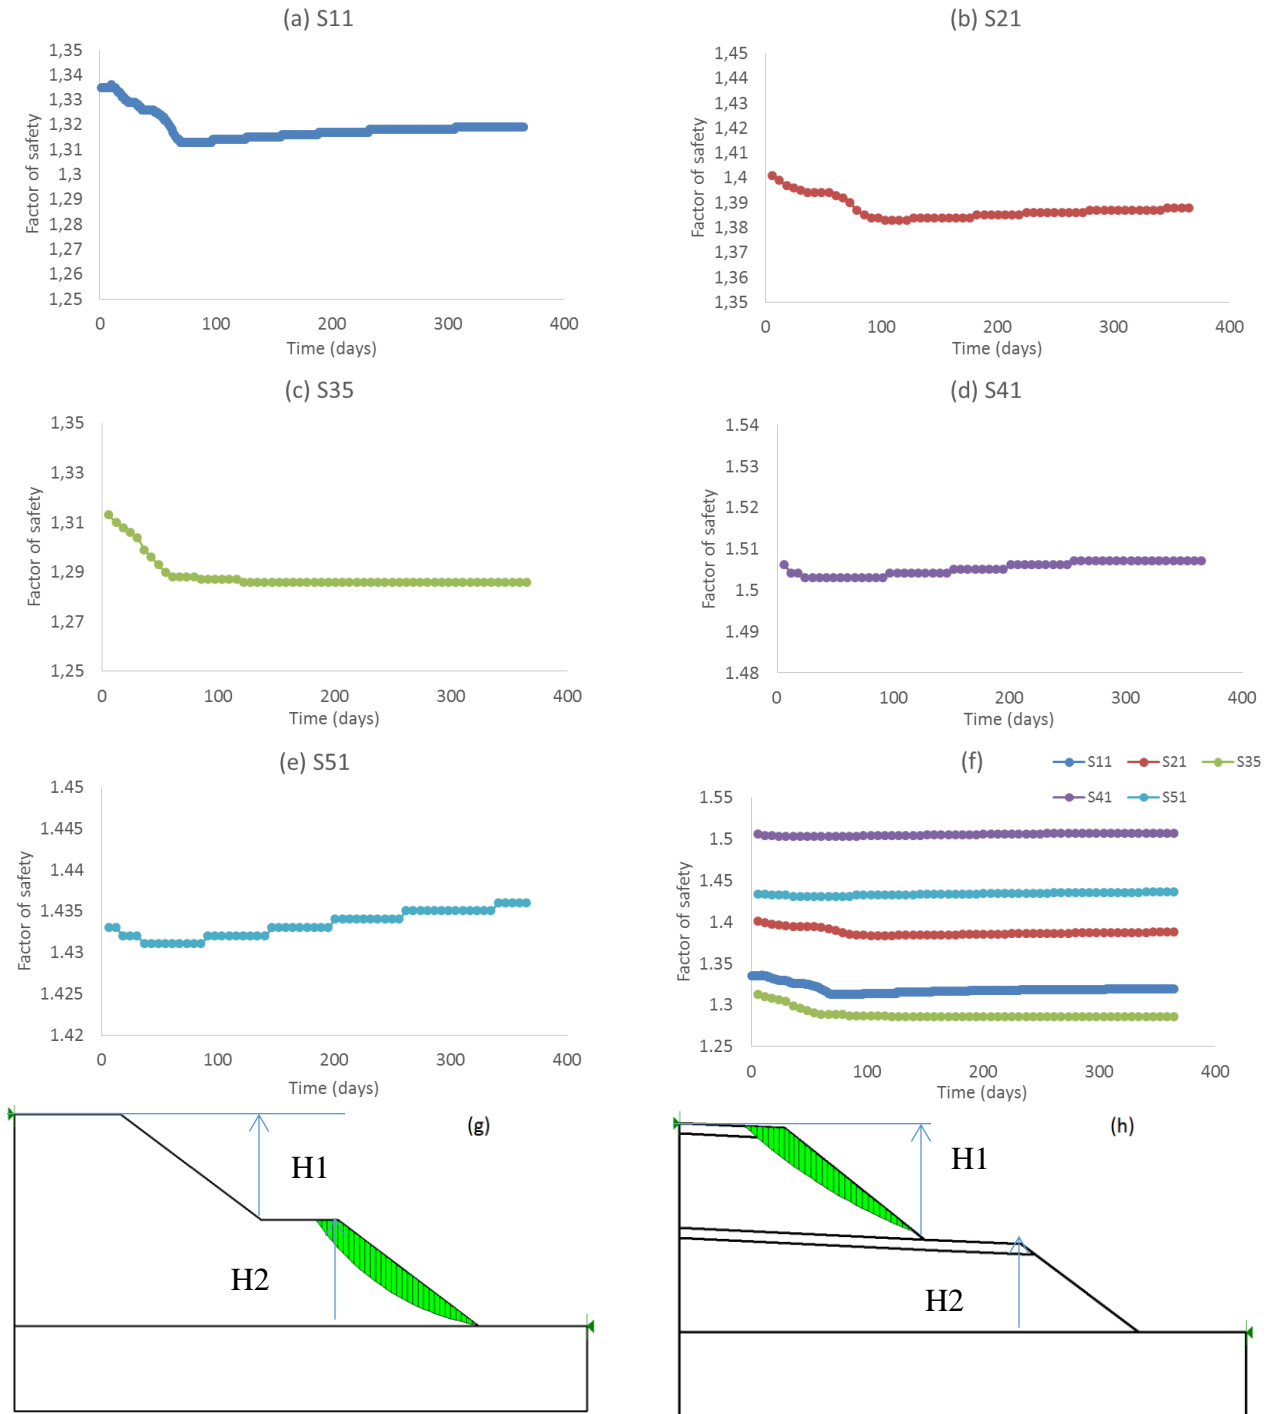 (a) S11
1,35
1,34
1,33
1,32
1,31
1,3
1,29
1,28
1,27
1,26
1,25
Factor of safety
0 100 200 300 400
Time (days)
(b) S21
1,45
1,44
1,43
1,42
1,41
1,4
1,39
1,38
1,37
1,36
1,35
Factor of safety
0 100 200 300 400
Time (days)
(c) S35
1,35
1,33
1,31
1,29
1,27
1,25
Factor of safety
0 100 200 300 400
Time (days)
(d) S41
1.54
1.53
1.52
1.51
1.5
1.49
1.48
Factor of safety
0 100 200 300 400
Time (days)
(e) S51
1.45
1.445
1.44
1.435
1.43
1.425
1.42
Factor of safety
0 100 200 300 400
Time (days)
(f)
S11 S21 S35
S41 S51
1.55
1.5
1.45
1.4
1.35
1.3
1.25
Factor of safety
0 100 200 300 400
Time (days)
(g)
H1
H2
(h)
H1
H2